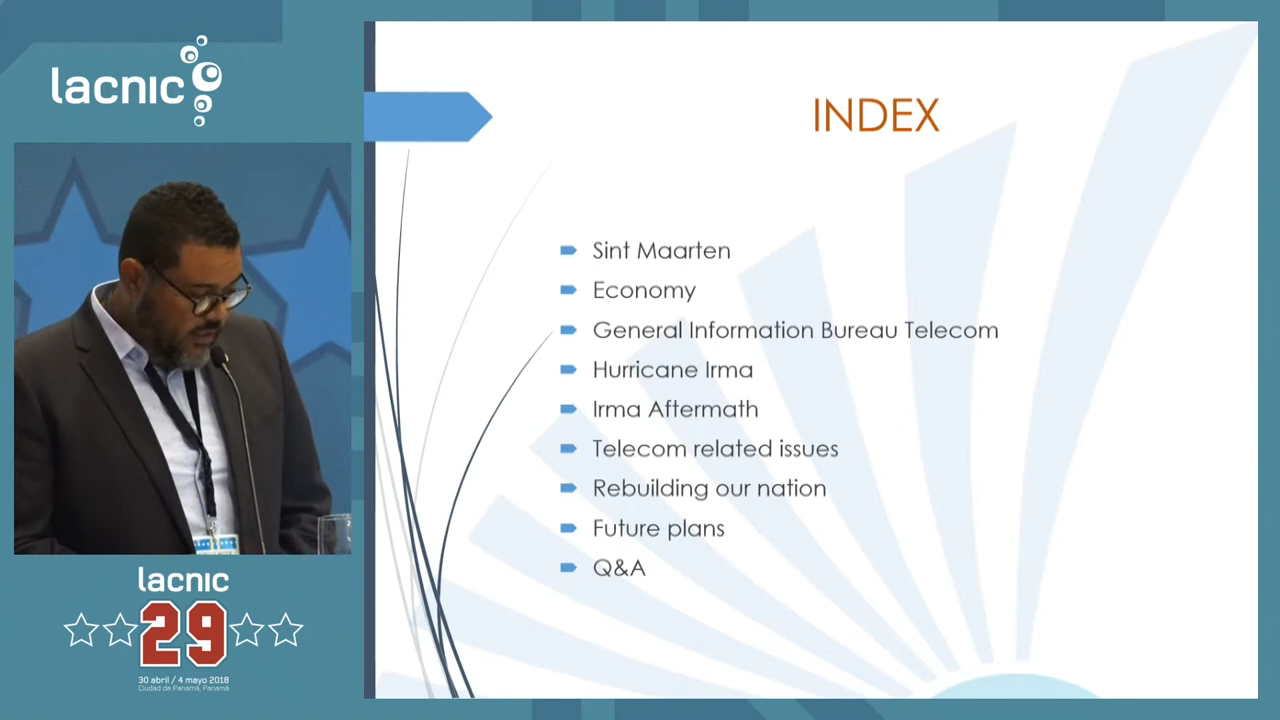 lacnic
INDEX
Sint Maarten
Economy
General Information Bureau Telecom
Hurricane Irma
Irma Aftermath
Telecom related issues
Rebuilding our nation
Future plans
Q&A
lacnic
29
30 abril / 4 mayo 2018
Ciudad de Panamá, Panamá